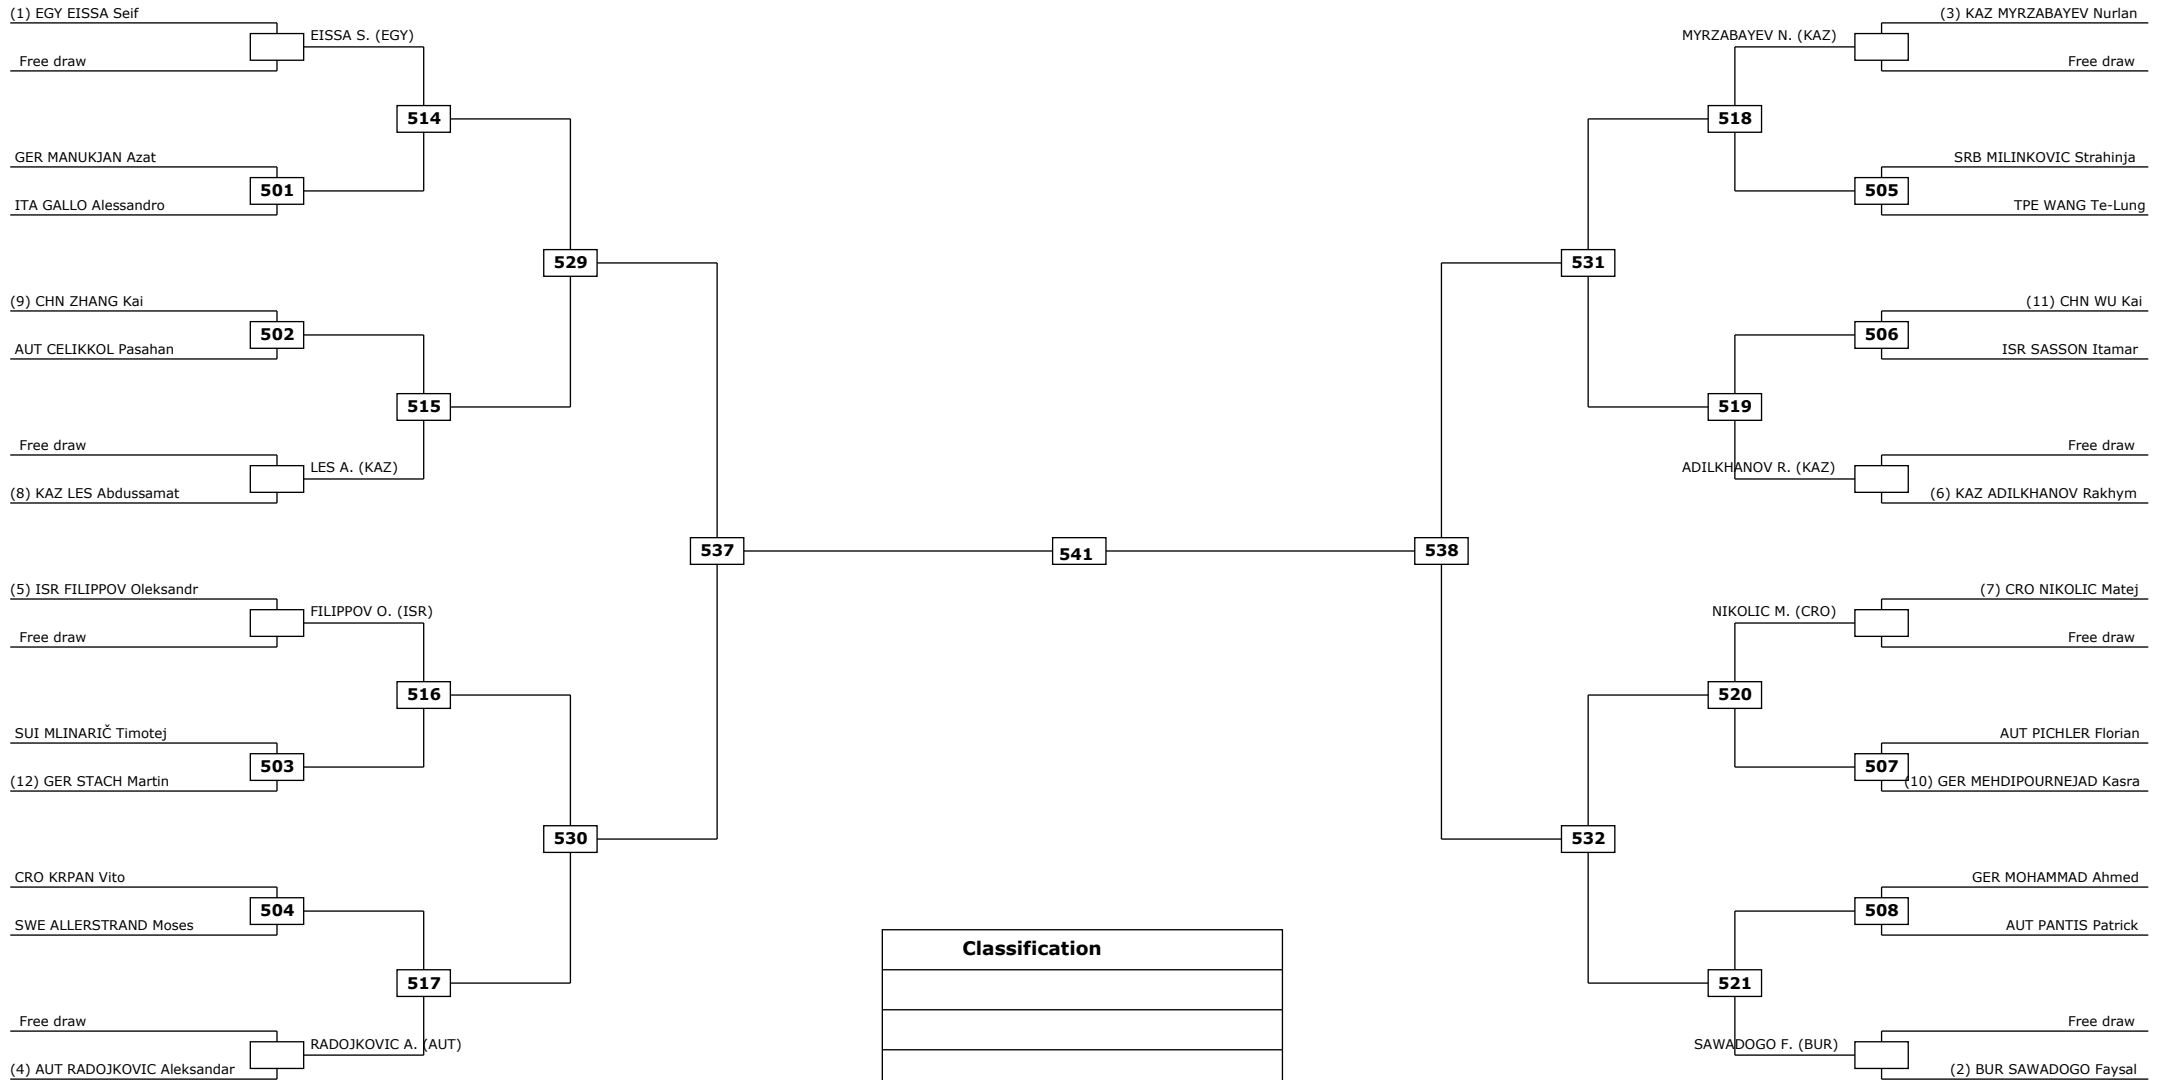 (1) EGY EISSA Seif
EISSA S. (EGY)
Free draw
514
GER MANUKJAN Azat
501
ITA GALLO Alessandro
529
(9) CHN ZHANG Kai
502
AUT CELIKKOL Pasahan
515
Free draw
LES A. (KAZ)
(8) KAZ LES Abdussamat
537
(5) ISR FILIPPOV Oleksandr
FILIPPOV O. (ISR)
Free draw
516
SUI MLINARIČ Timotej
503
(12) GER STACH Martin
530
CRO KRPAN Vito
504
SWE ALLERSTRAND Moses
517
Free draw
RADOJKOVIC A. (AUT)
(4) AUT RADOJKOVIC Aleksandar
541
Classification
(3) KAZ MYRZABAYEV Nurlan
MYRZABAYEV N. (KAZ)
Free draw
518
SRB MILINKOVIC Strahinja
505
TPE WANG Te-Lung
531
(11) CHN WU Kai
506
ISR SASSON Itamar
519
Free draw
ADILKHANOV R. (KAZ)
(6) KAZ ADILKHANOV Rakhym
538
(7) CRO NIKOLIC Matej
NIKOLIC M. (CRO)
Free draw
520
AUT PICHLER Florian
507
(10) GER MEHDIPOURNEJAD Kasra
532
GER MOHAMMAD Ahmed
508
AUT PANTIS Patrick
521
Free draw
SAWADOGO F. (BUR)
(2) BUR SAWADOGO Faysal